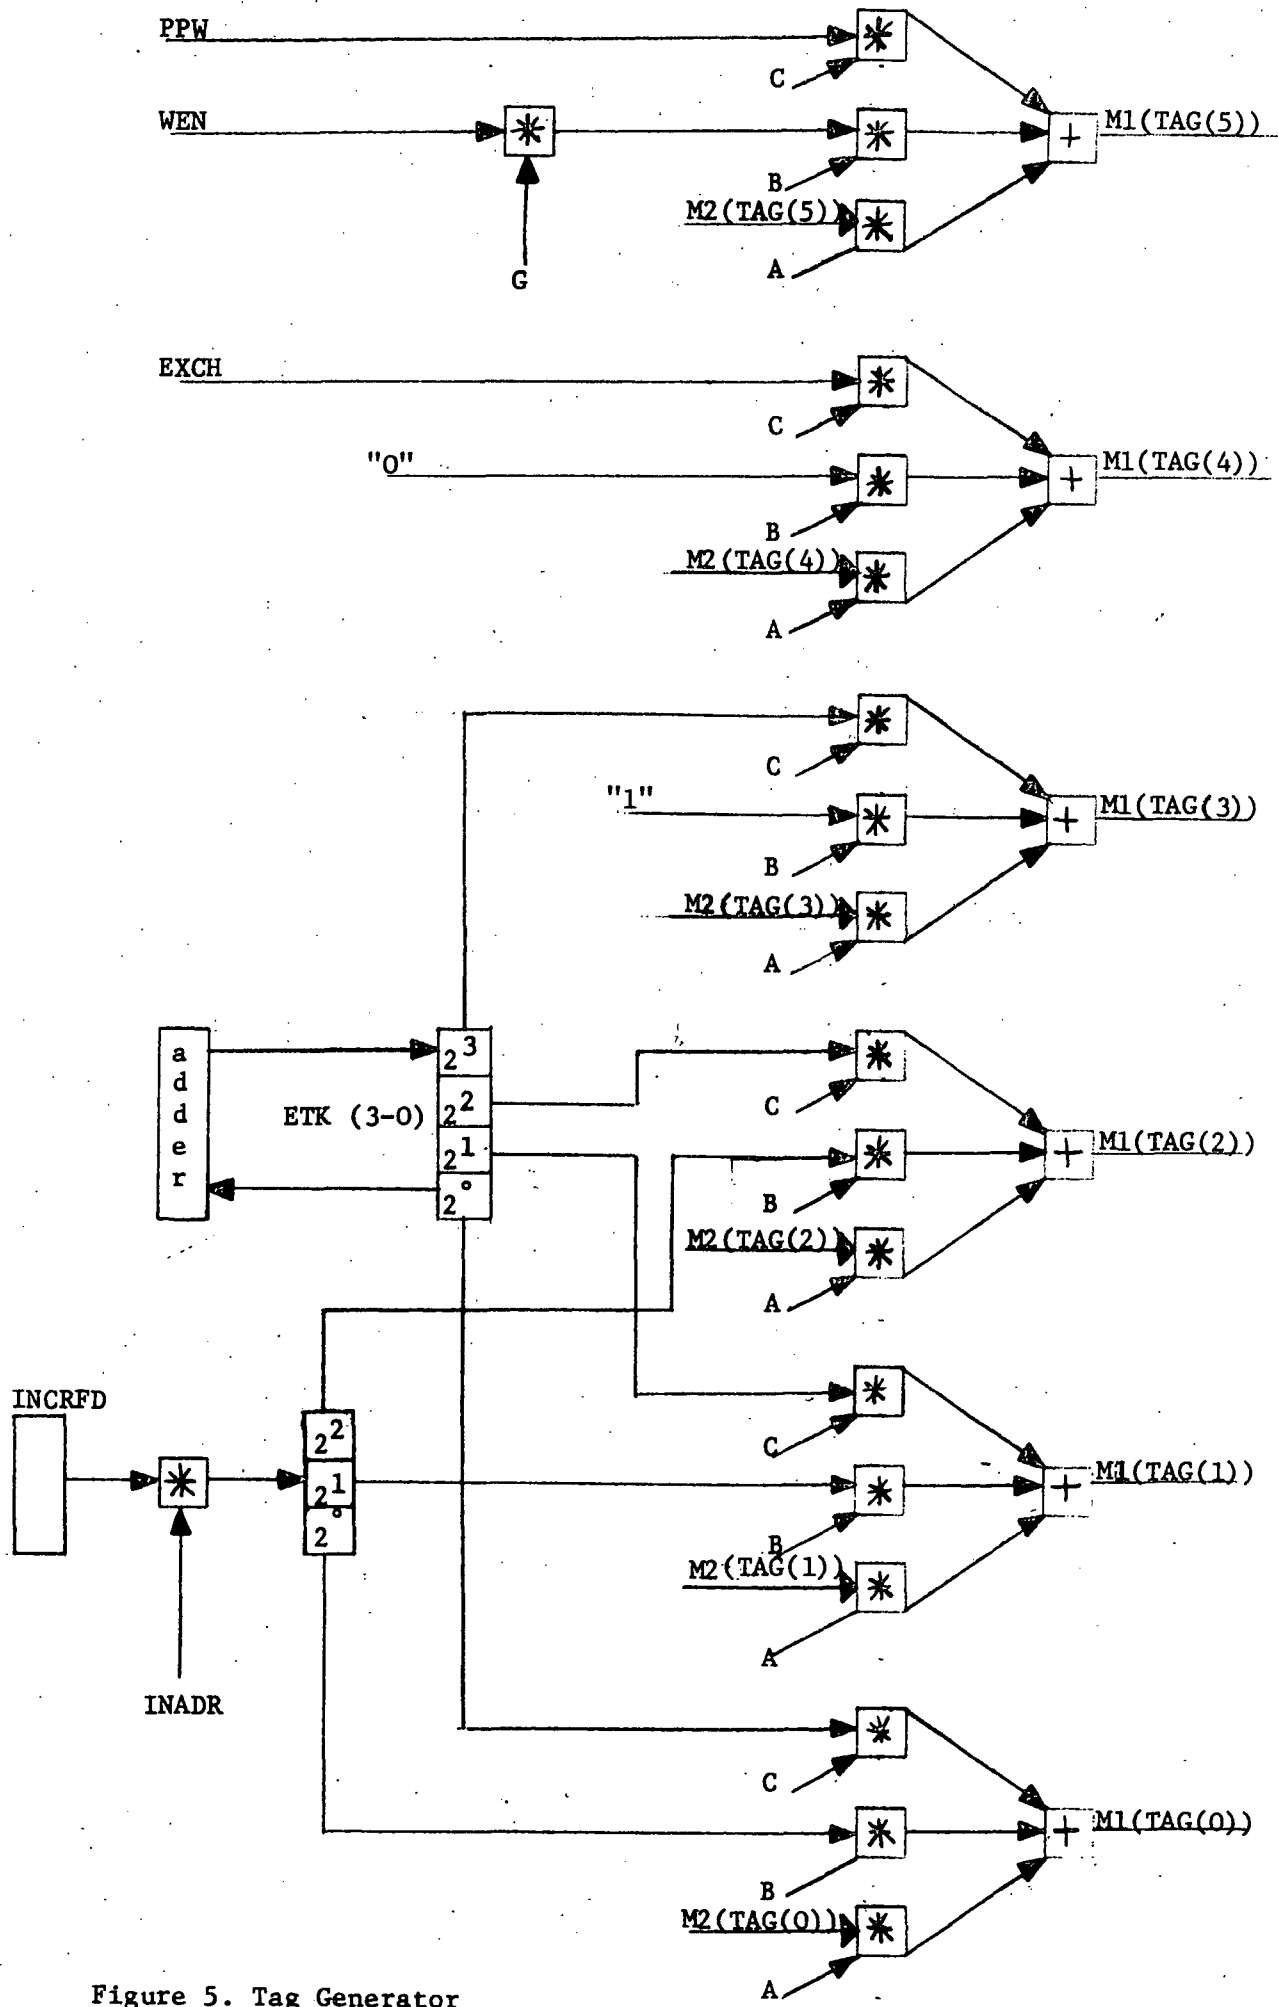 PPW
*
C
WEN
*
*
B
G
M2(TAG(5))
*
A
+
M1(TAG(5))
EXCH
*
C
"0"
*
B
M2(TAG(4))
*
A
+
M1(TAG(4))
*
C
"1"
*
B
M2(TAG(3))
*
A
+
M1(TAG(3))
adder
ETK (3-0)
2³
2²
2¹
2°
*
C
*
B
M2(TAG(2))
*
A
+
M1(TAG(2))
INCRFD
*
INADR
2²
2¹
2°
*
C
*
B
M2(TAG(1))
*
A
+
M1(TAG(1))
*
C
*
B
M2(TAG(0))
*
A
+
M1(TAG(0))
Figure 5. Tag Generator